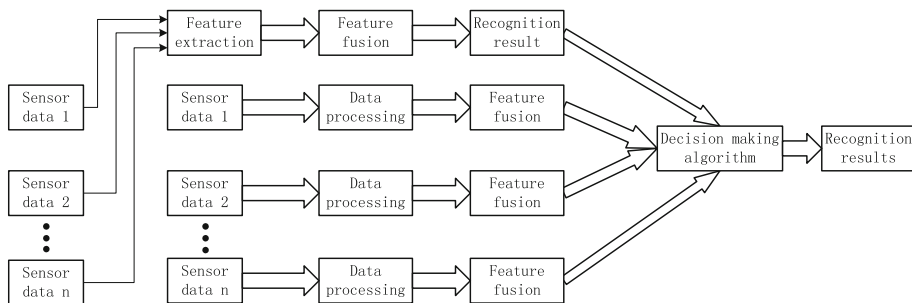 Feature
extraction
Feature
fusion
Recognition
result
Sensor
data 1
Sensor
data 1
Data
processing
Feature
fusion
Decision making
algorithm
Recognition
results
Sensor
data 2
Sensor
data 2
Data
processing
Feature
fusion
Sensor
data n
Sensor
data n
Data
processing
Feature
fusion